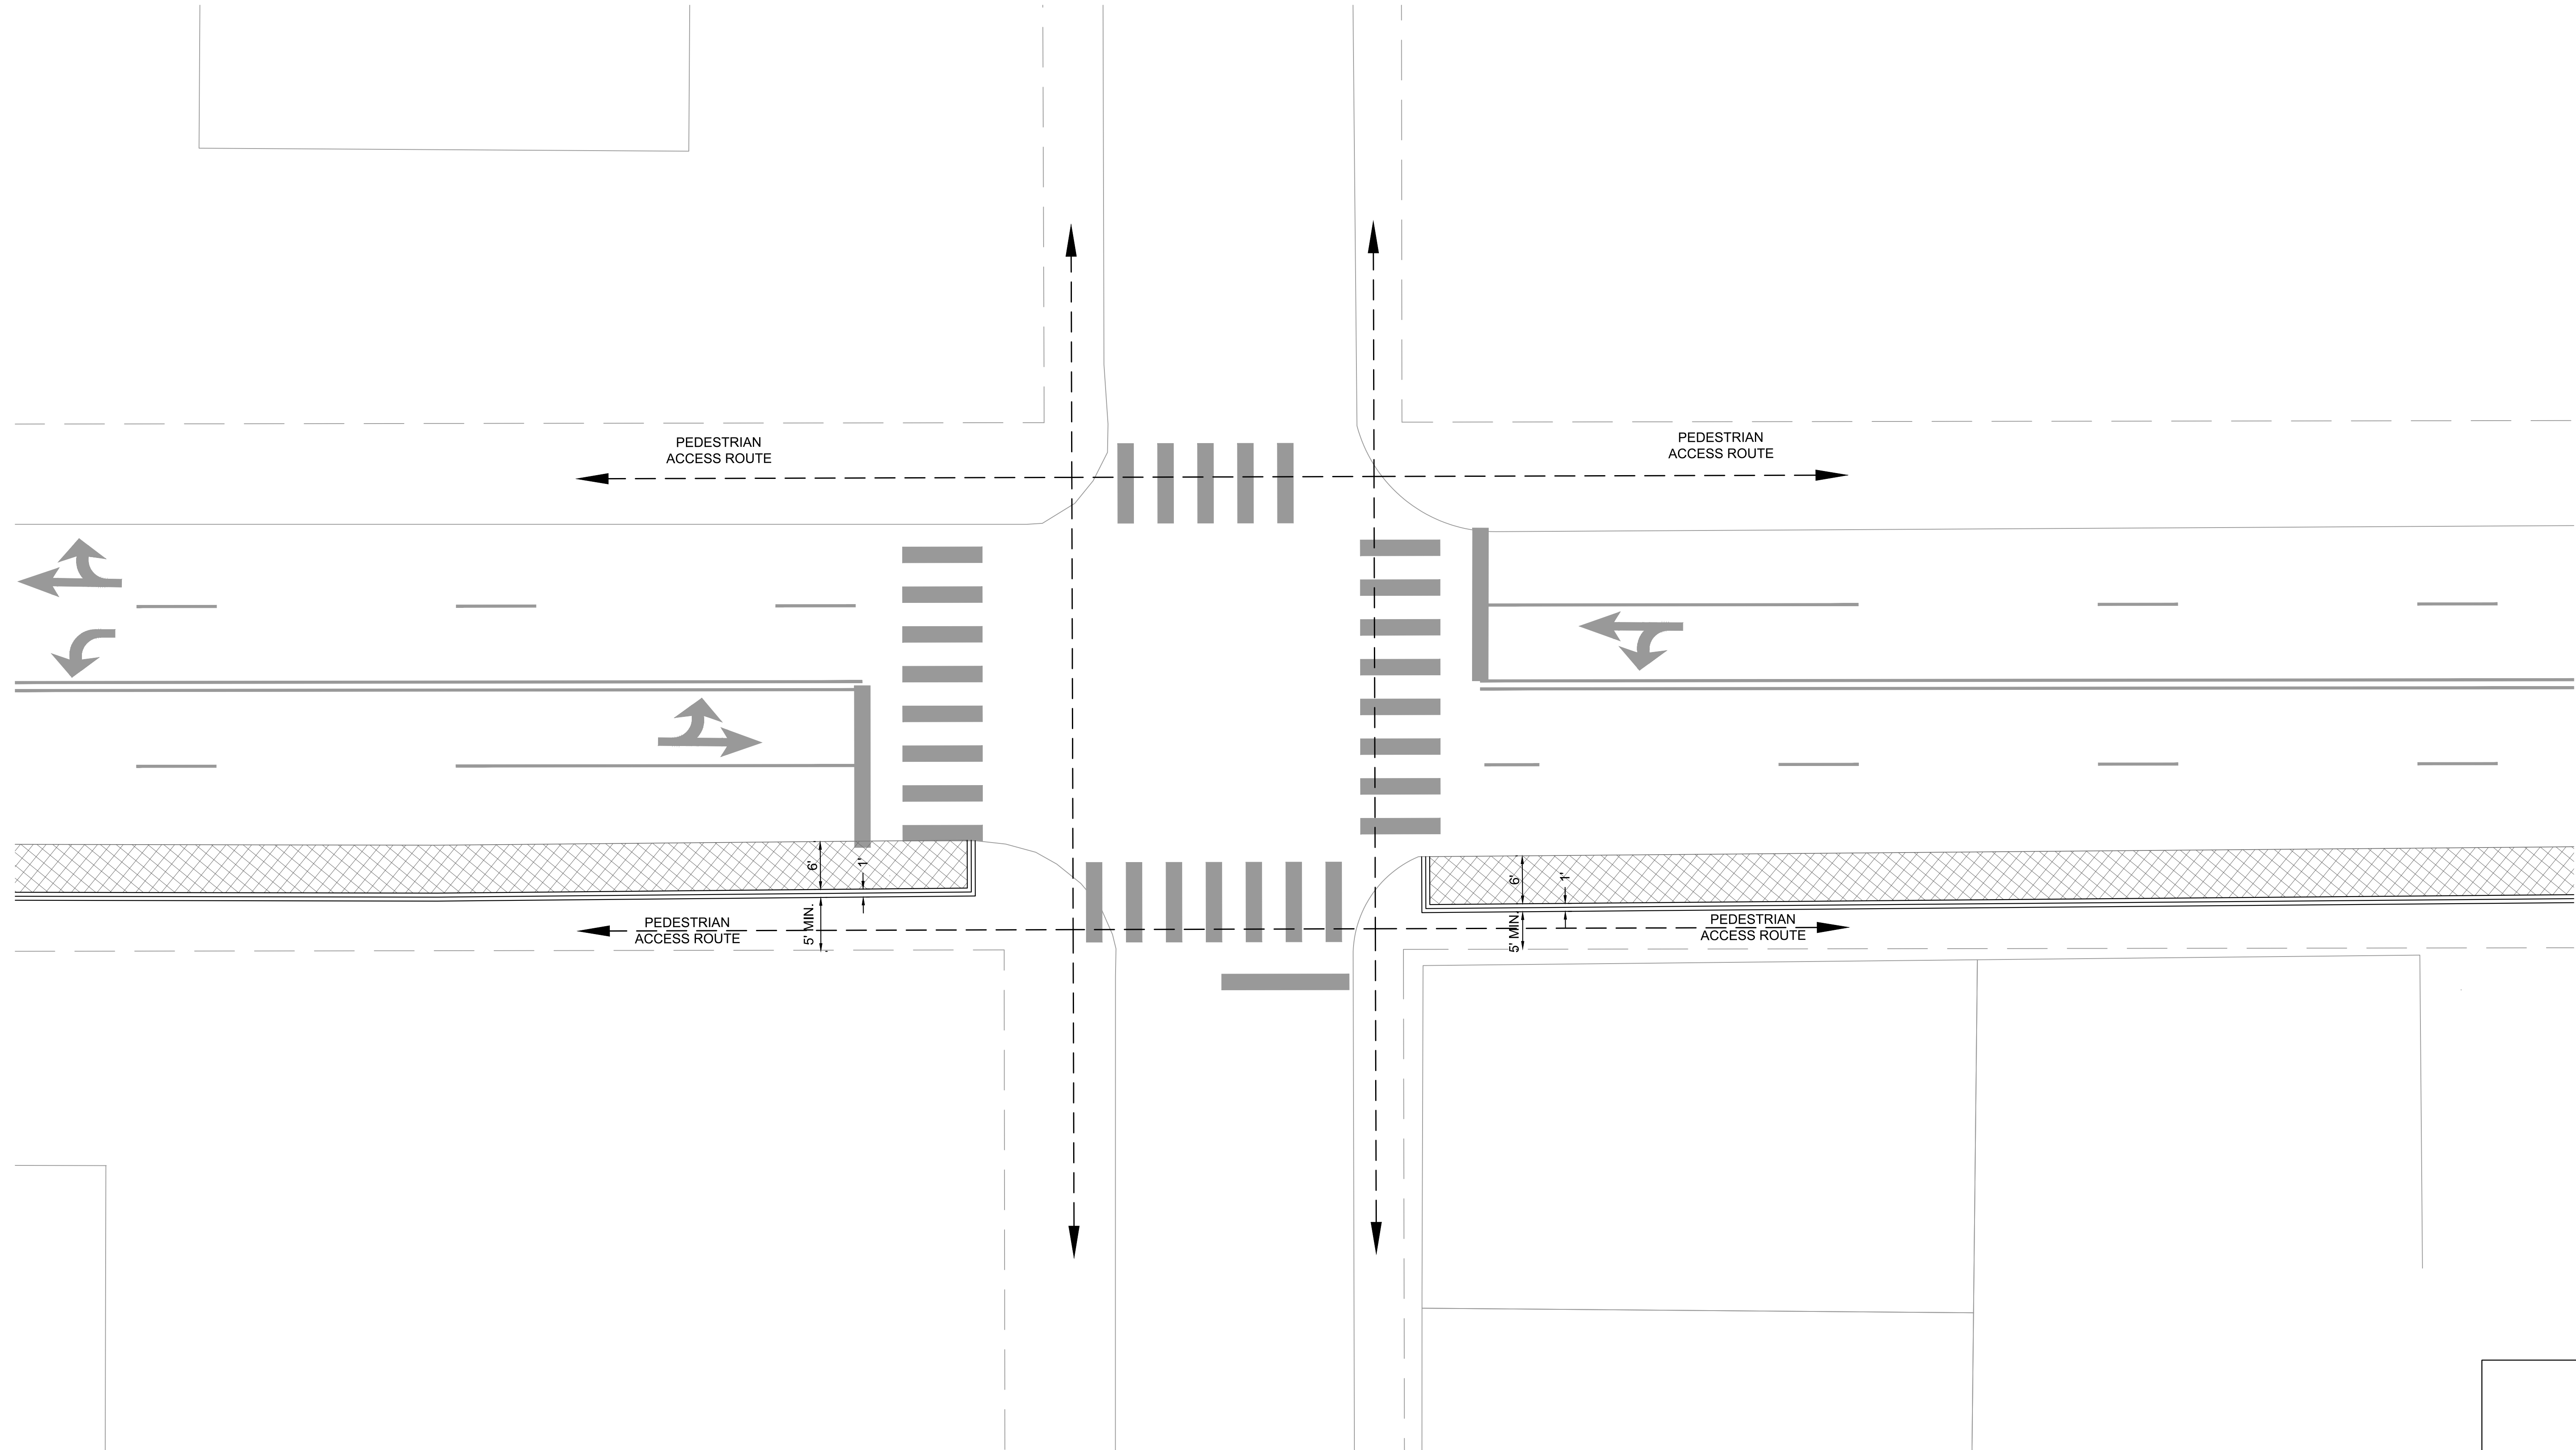 PEDESTRIAN
ACCESS ROUTE
PEDESTRIAN
ACCESS ROUTE
6'
1'
6'
1'
5' MIN.
5' MIN.
PEDESTRIAN
ACCESS ROUTE
PEDESTRIAN
ACCESS ROUTE